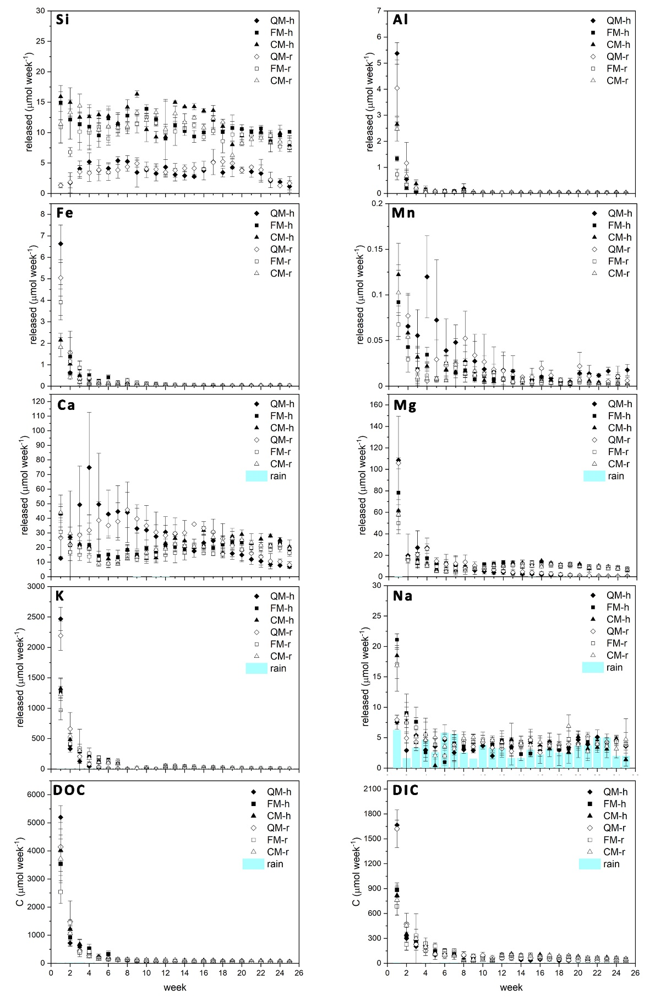 Si
30
25
20
15
10
5
0
released (μmol week⁻¹)
QM-h
FM-h
CM-h
QM-r
FM-r
CM-r
Al
7
6
5
4
3
2
1
0
released (μmol week⁻¹)
QM-h
FM-h
CM-h
QM-r
FM-r
CM-r
Fe
8
7
6
5
4
3
2
1
0
released (μmol week⁻¹)
QM-h
FM-h
CM-h
QM-r
FM-r
CM-r
Mn
0.2
0.15
0.1
0.05
0
released (μmol week⁻¹)
QM-h
FM-h
CM-h
QM-r
FM-r
CM-r
Ca
120
110
100
90
80
70
60
50
40
30
20
10
0
released (μmol week⁻¹)
QM-h
FM-h
CM-h
QM-r
FM-r
CM-r
rain
Mg
160
140
120
100
80
60
40
20
0
released (μmol week⁻¹)
QM-h
FM-h
CM-h
QM-r
FM-r
CM-r
rain
K
3000
2500
2000
1500
1000
500
0
released (μmol week⁻¹)
QM-h
FM-h
CM-h
QM-r
FM-r
CM-r
rain
Na
30
25
20
15
10
5
0
released (μmol week⁻¹)
QM-h
FM-h
CM-h
QM-r
FM-r
CM-r
rain
DOC
6000
5000
4000
3000
2000
1000
0
C (μmol week⁻¹)
QM-h
FM-h
CM-h
QM-r
FM-r
CM-r
rain
0 2 4 6 8 10 12 14 16 18 20 22 24 26
week
DIC
2100
1800
1500
1200
900
600
300
0
C (μmol week⁻¹)
QM-h
FM-h
CM-h
QM-r
FM-r
CM-r
rain
0 2 4 6 8 10 12 14 16 18 20 22 24 26
week